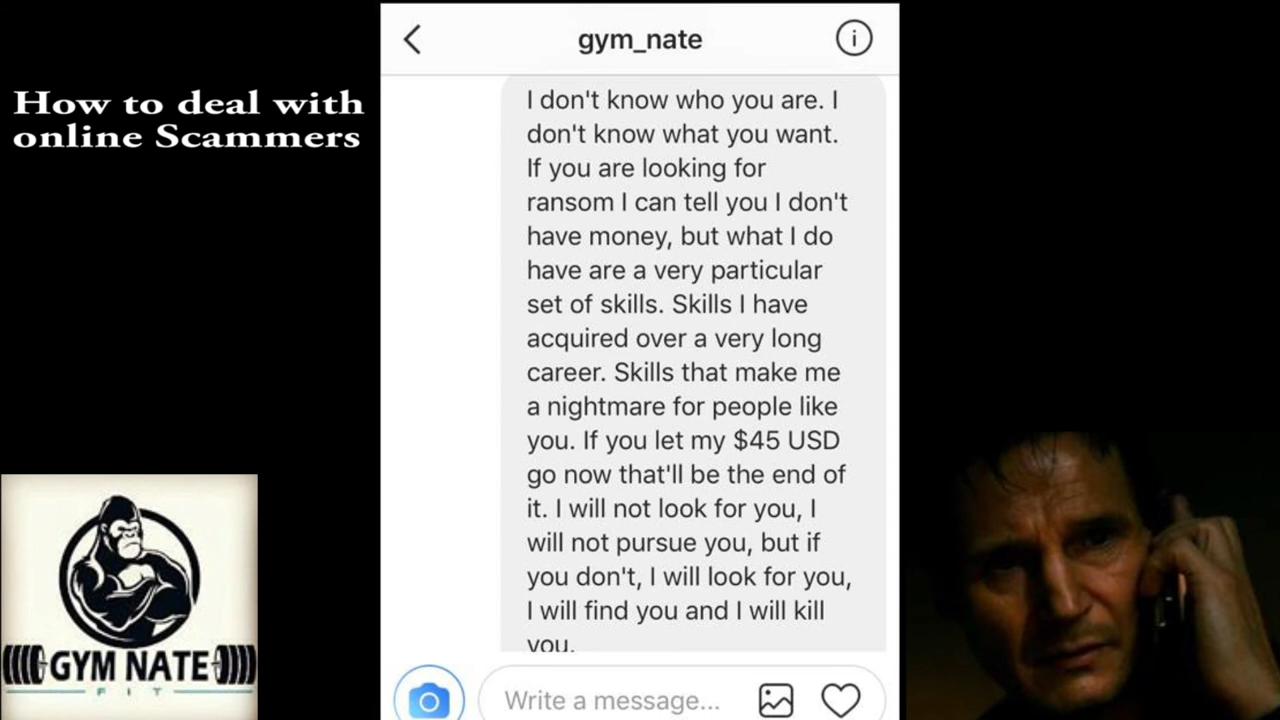 How to deal with
online Scammers
gym_nate
I don't know who you are. I
don't know what you want.
If you are looking for
ransom I can tell you I don't
have money, but what I do
have are a very particular
set of skills. Skills I have
acquired over a very long
career. Skills that make me
a nightmare for people like
you. If you let my $45 USD
go now that'll be the end of
it. I will not look for you, I
will not pursue you, but if
you don't, I will look for you,
I will find you and I will kill
you.
Write a message...
GYM NATE
FIT